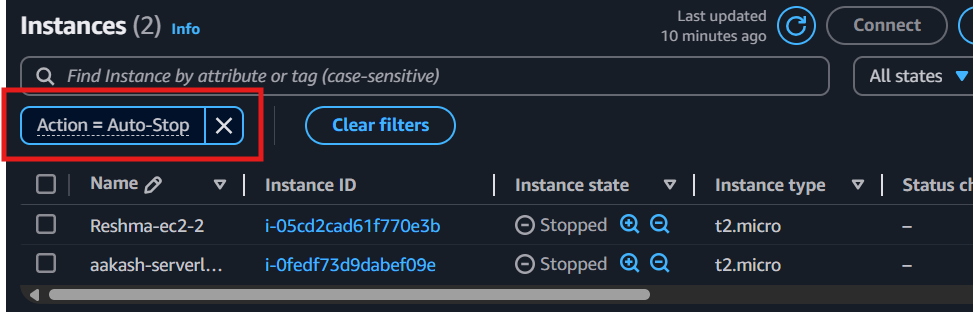 Instances (2) Info
Last updated
10 minutes ago
Connect
Find Instance by attribute or tag (case-sensitive)
All states
Action = Auto-Stop
Clear filters
Name Instance ID Instance state Instance type Status ch
Reshma-ec2-2 i-05cd2cad61f770e3b Stopped t2.micro –
aakash-serverl... i-0fedf73d9dabef09e Stopped t2.micro –